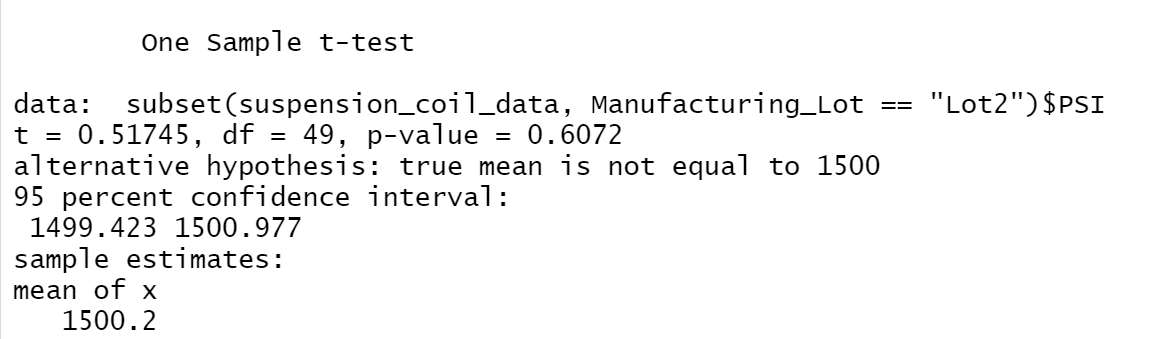 One Sample t-test
data:  subset(suspension_coil_data, Manufacturing_Lot == "Lot2")$PSI
t = 0.51745, df = 49, p-value = 0.6072
alternative hypothesis: true mean is not equal to 1500
95 percent confidence interval:
1499.423 1500.977
sample estimates:
mean of x
1500.2